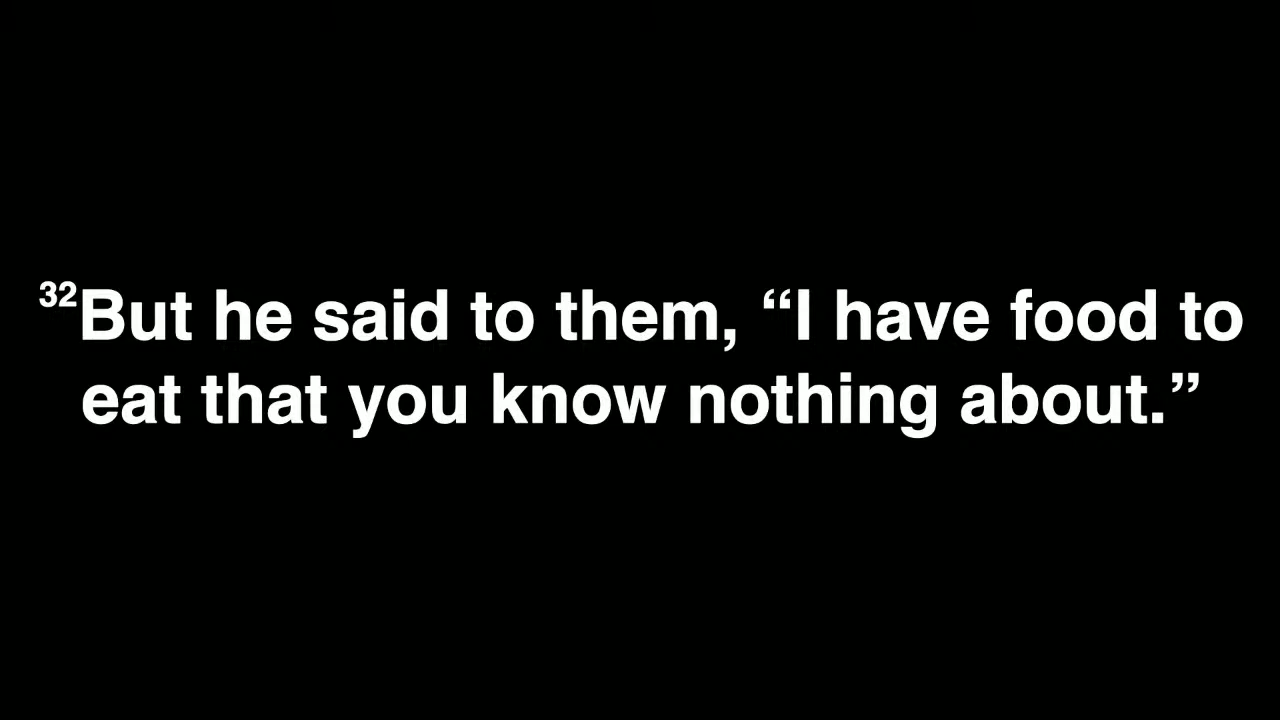 ³²But he said to them, “I have food to
eat that you know nothing about.”